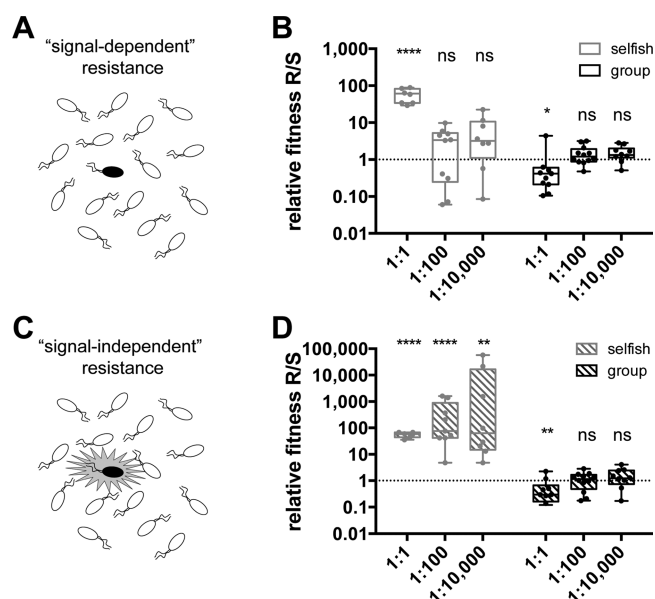 A
“signal-dependent”
resistance
B
relative fitness R/S
1,000
100
10
1
0.10
0.01
****
ns
ns
*
ns
ns
selfish
group
1:1
1:100
1:10,000
1:1
1:100
1:10,000
C
“signal-independent”
resistance
D
relative fitness R/S
100,000
10,000
1,000
100
10
1
0.1
0.01
****
****
**
**
ns
ns
selfish
group
1:1
1:100
1:10,000
1:1
1:100
1:10,000